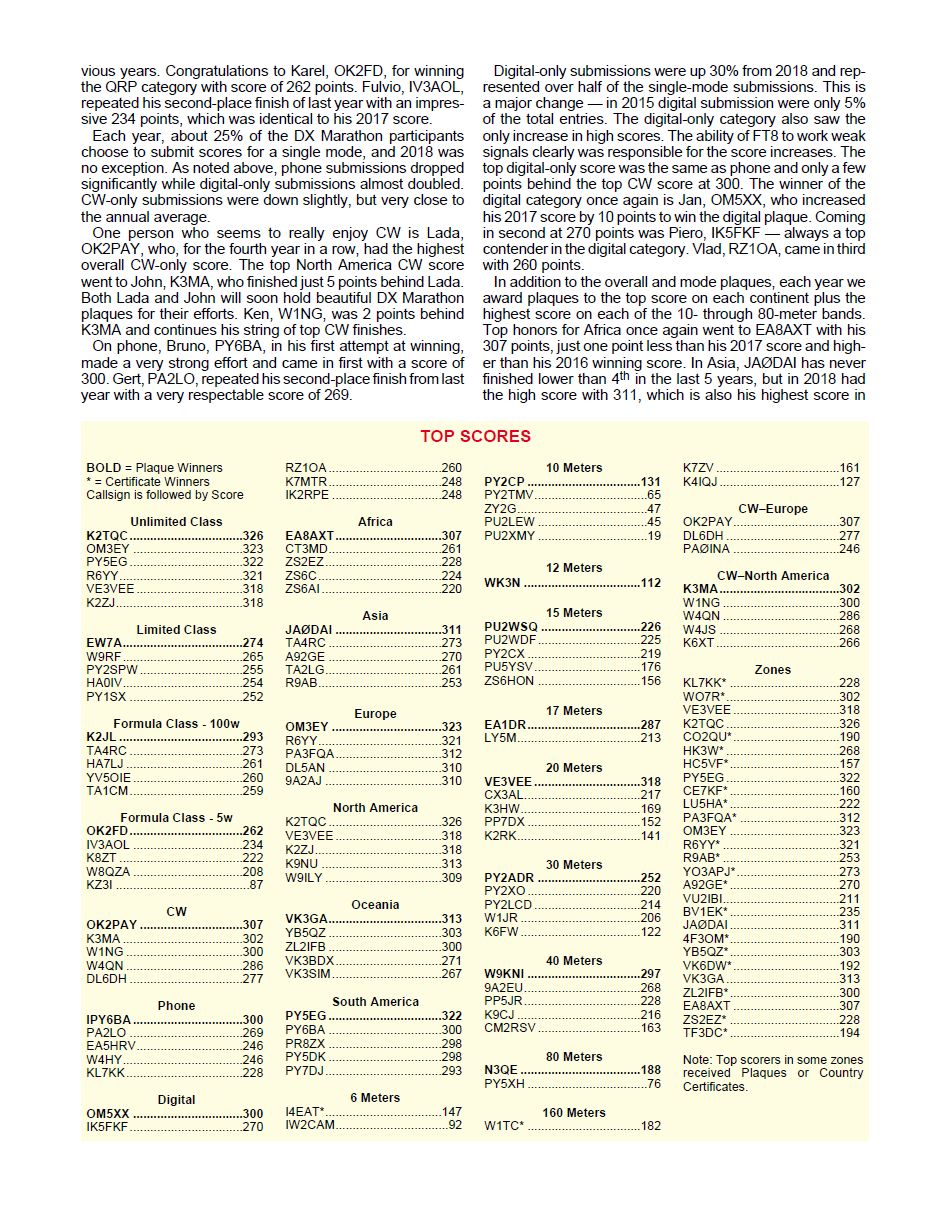 vious years. Congratulations to Karel, OK2FD, for winning
the QRP category with score of 262 points. Fulvio, IV3AOL,
repeated his second-place finish of last year with an impres-
sive 234 points, which was identical to his 2017 score.
Each year, about 25% of the DX Marathon participants
choose to submit scores for a single mode, and 2018 was
no exception. As noted above, phone submissions dropped
significantly while digital-only submissions almost doubled.
CW-only submissions were down slightly, but very close to
the annual average.
One person who seems to really enjoy CW is Lada,
OK2PAY, who, for the fourth year in a row, had the highest
overall CW-only score. The top North America CW score
went to John, K3MA, who finished just 5 points behind Lada.
Both Lada and John will soon hold beautiful DX Marathon
plaques for their efforts. Ken, W1NG, was 2 points behind
K3MA and continues his string of top CW finishes.
On phone, Bruno, PY6BA, in his first attempt at winning,
made a very strong effort and came in first with a score of
300. Gert, PA2LO, repeated his second-place finish from last
year with a very respectable score of 269.
Digital-only submissions were up 30% from 2018 and rep-
resented over half of the single-mode submissions. This is
a major change — in 2015 digital submission were only 5%
of the total entries. The digital-only category also saw the
only increase in high scores. The ability of FT8 to work weak
signals clearly was responsible for the score increases. The
top digital-only score was the same as phone and only a few
points behind the top CW score at 300. The winner of the
digital category once again is Jan, OM5XX, who increased
his 2017 score by 10 points to win the digital plaque. Coming
in second at 270 points was Piero, IK5FKF — always a top
contender in the digital category. Vlad, RZ1OA, came in third
with 260 points.
In addition to the overall and mode plaques, each year we
award plaques to the top score on each continent plus the
highest score on each of the 10- through 80-meter bands.
Top honors for Africa once again went to EA8AXT with his
307 points, just one point less than his 2017 score and high-
er than his 2016 winning score. In Asia, JAØDAI has never
finished lower than 4th in the last 5 years, but in 2018 had
the high score with 311, which is also his highest score in
TOP SCORES
BOLD = Plaque Winners
* = Certificate Winners
Callsign is followed by Score
Unlimited Class
K2TQC ................................326
OM3EY ................................323
PY5EG ................................322
R6YY................................321
VE3VEE ................................318
K2ZJ................................318
Limited Class
EW7A................................274
W9RF ................................265
PY2SPW ................................255
HA0IV................................254
PY1SX ................................252
Formula Class - 100w
K2JL ................................293
TA4RC ................................273
HA7LJ ................................261
YV5OIE ................................260
TA1CM................................259
Formula Class - 5w
OK2FD................................262
IV3AOL ................................234
K8ZT ................................222
W8QZA ................................208
KZ3I ................................87
CW
OK2PAY ................................307
K3MA ................................302
W1NG ................................300
W4QN ................................286
DL6DH ................................277
Phone
IPY6BA ................................300
PA2LO ................................269
EA5HRV................................246
W4HY................................246
KL7KK................................228
Digital
OM5XX ................................300
IK5FKF................................270
RZ1OA ................................260
K7MTR ................................248
IK2RPE ................................248
Africa
EA8AXT................................307
CT3MD................................261
ZS2EZ................................228
ZS6C ................................224
ZS6AI ................................220
Asia
JAØDAI ................................311
TA4RC ................................273
A92GE ................................270
TA2LG................................261
R9AB................................253
Europe
OM3EY ................................323
R6YY................................321
PA3FQA................................312
DL5AN ................................310
9A2AJ ................................310
North America
K2TQC ................................326
VE3VEE ................................318
K2ZJ................................318
K9NU ................................313
W9ILY ................................309
Oceania
VK3GA................................313
YB5QZ ................................303
ZL2IFB ................................300
VK3BDX................................271
VK3SIM................................267
South America
PY5EG ................................322
PY6BA ................................300
PR8ZX ................................298
PY5DK ................................298
PY7DJ ................................293
6 Meters
I4EAT*................................147
IW2CAM................................92
10 Meters
PY2CP ................................131
PY2TMV................................65
ZY2G................................47
PU2LEW ................................45
PU2XMY ................................19
12 Meters
WK3N ................................112
15 Meters
PU2WSQ ................................226
PU2WDF................................225
PY2CX ................................219
PU5YSV ................................176
ZS6HON ................................156
17 Meters
EA1DR................................287
LY5M................................213
20 Meters
VE3VEE................................318
CX3AL................................217
K3HW................................169
PP7DX ................................152
K2RK................................141
30 Meters
PY2ADR ................................252
PY2XO ................................220
PY2LCD ................................214
W1JR ................................206
K6FW ................................122
40 Meters
W9KNI ................................297
9A2EU................................268
PP5JR................................228
K9CJ ................................216
CM2RSV ................................163
80 Meters
N3QE ................................188
PY5XH ................................76
160 Meters
W1TC* ................................182
K7ZV ................................161
K4IQJ ................................127
CW–Europe
OK2PAY................................307
DL6DH ................................277
PAØINA ................................246
CW–North America
K3MA ................................302
W1NG ................................300
W4QN ................................286
W4JS ................................268
K6XT ................................266
Zones
KL7KK* ................................228
WO7R*................................302
VE3VEE ................................318
K2TQC ................................326
CO2QU*................................190
HK3W*................................268
HC5VF*................................157
PY5EG ................................322
CE7KF* ................................160
LU5HA* ................................222
PA3FQA* ................................312
OM3EY ................................323
R6YY* ................................321
R9AB* ................................253
YO3APJ*................................273
A92GE* ................................270
VU2IBI................................211
BV1EK* ................................235
JAØDAI ................................311
4F3OM*................................190
YB5QZ* ................................303
VK6DW* ................................192
VK3GA ................................313
ZL2IFB* ................................300
EA8AXT ................................307
ZS2EZ* ................................228
TF3DC* ................................194
Note: Top scorers in some zones
received Plaques or Country
Certificates.